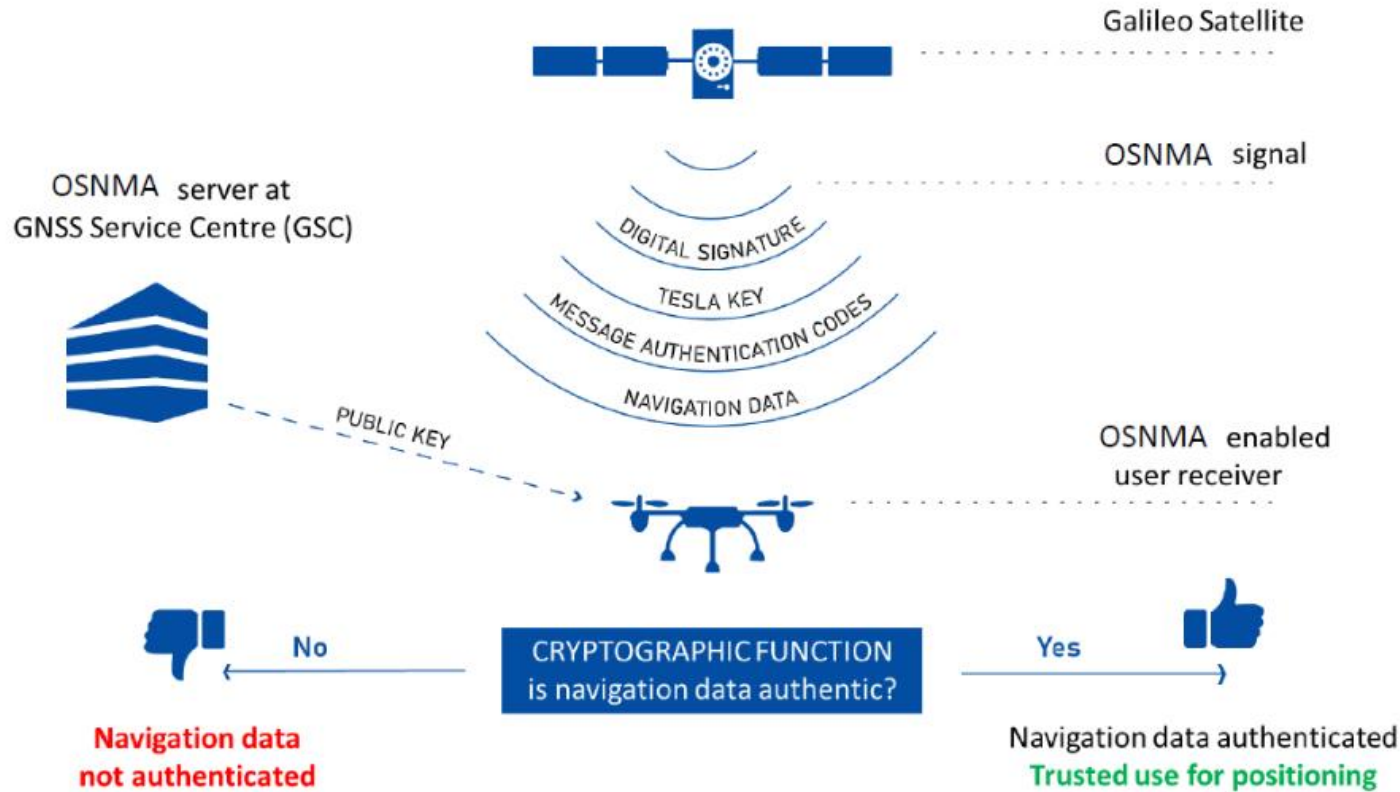 Galileo Satellite
OSNMA signal
OSNMA server at
GNSS Service Centre (GSC)
DIGITAL SIGNATURE
TESLA KEY
MESSAGE AUTHENTICATION CODES
NAVIGATION DATA
PUBLIC KEY
OSNMA enabled
user receiver
No
CRYPTOGRAPHIC FUNCTION
is navigation data authentic?
Yes
Navigation data
not authenticated
Navigation data authenticated
Trusted use for positioning